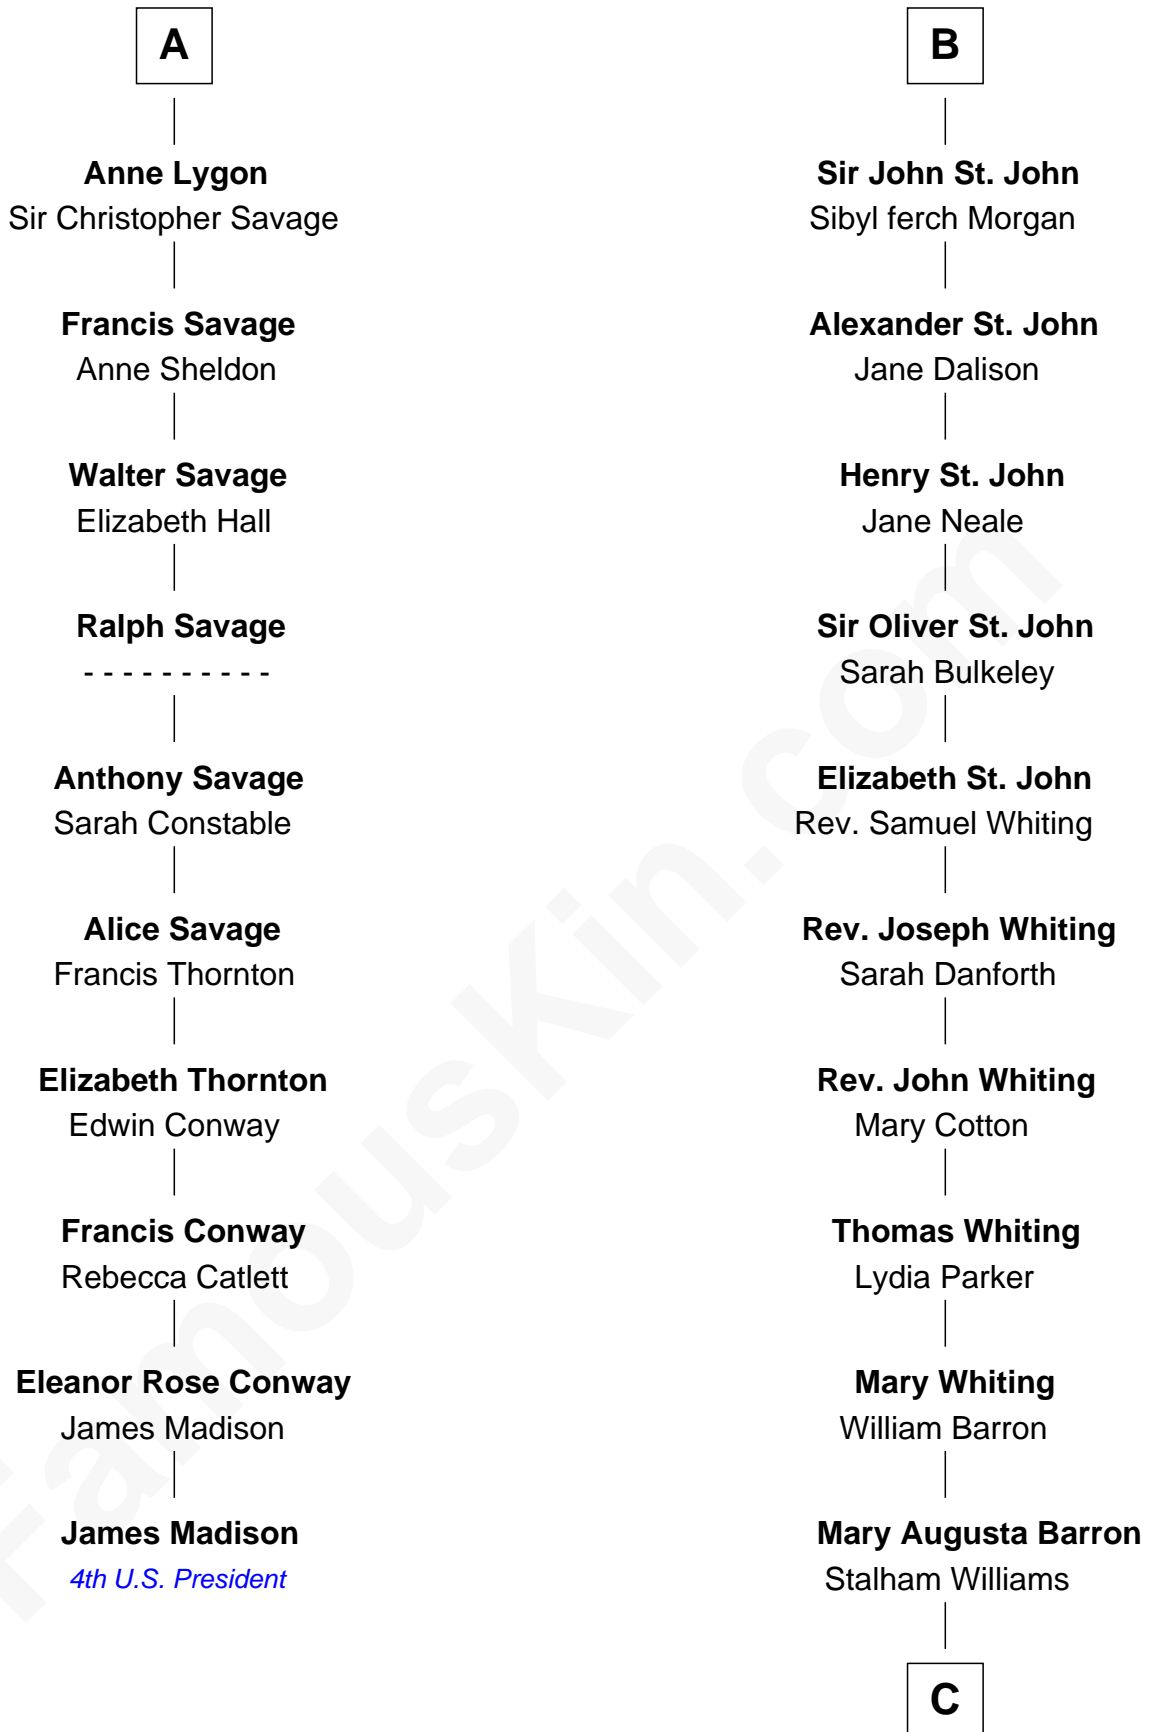 A
Anne Lygon
Sir Christopher Savage
Francis Savage
Anne Sheldon
Walter Savage
Elizabeth Hall
Ralph Savage
- - - - - - - - - -
Anthony Savage
Sarah Constable
Alice Savage
Francis Thornton
Elizabeth Thornton
Edwin Conway
Francis Conway
Rebecca Catlett
Eleanor Rose Conway
James Madison
James Madison
4th U.S. President
B
Sir John St. John
Sibyl ferch Morgan
Alexander St. John
Jane Dalison
Henry St. John
Jane Neale
Sir Oliver St. John
Sarah Bulkeley
Elizabeth St. John
Rev. Samuel Whiting
Rev. Joseph Whiting
Sarah Danforth
Rev. John Whiting
Mary Cotton
Thomas Whiting
Lydia Parker
Mary Whiting
William Barron
Mary Augusta Barron
Stalham Williams
C
FamousKin.com